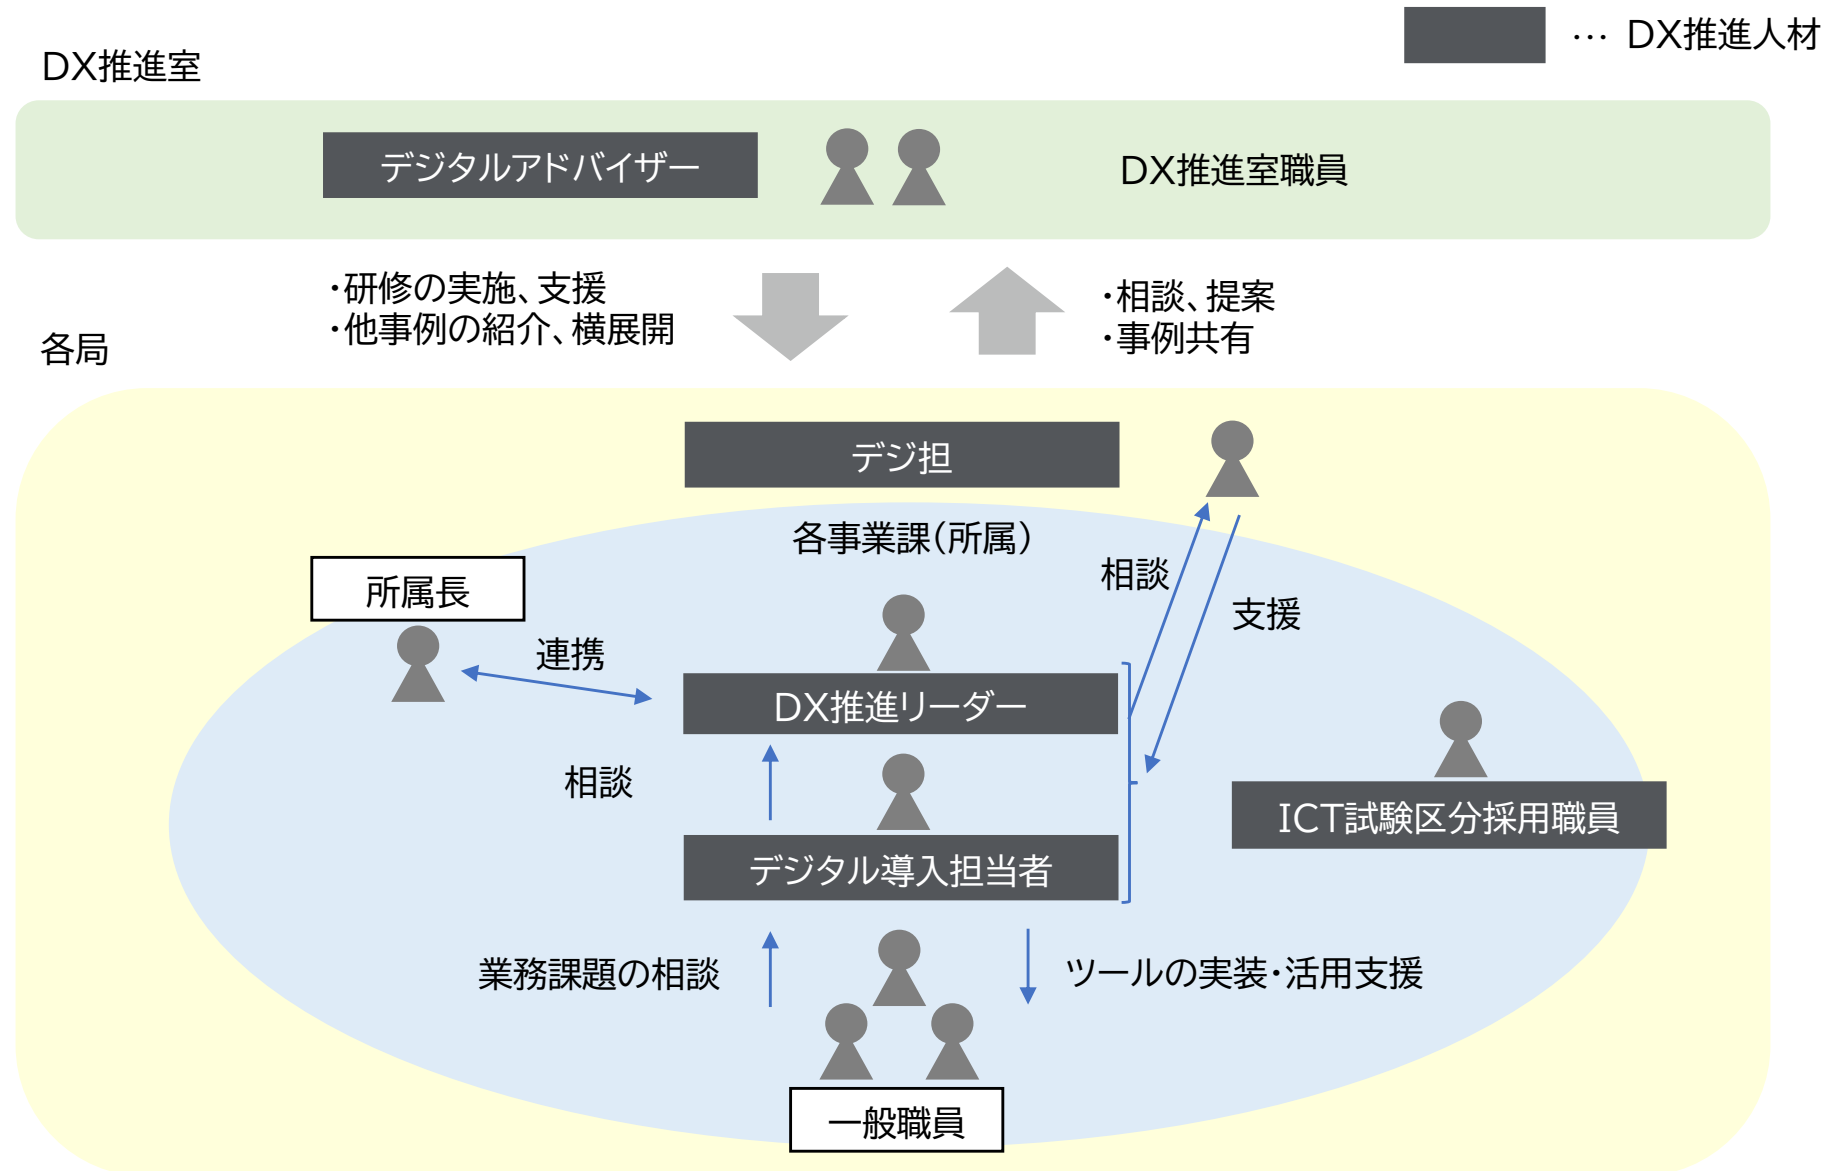 … DX推進人材
DX推進室
デジタルアドバイザー
DX推進室職員
・研修の実施、支援
・他事例の紹介、横展開
・相談、提案
・事例共有
各局
デジ担
各事業課(所属)
相談
支援
所属長
連携
DX推進リーダー
相談
ICT試験区分採用職員
デジタル導入担当者
業務課題の相談
ツールの実装・活用支援
一般職員